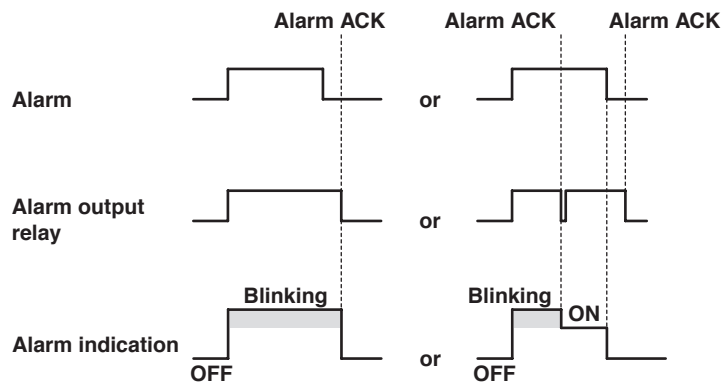 Alarm ACK Alarm ACK Alarm ACK
Alarm or
Alarm output
relay
or
Blinking Blinking ON
Alarm indication or
OFF OFF